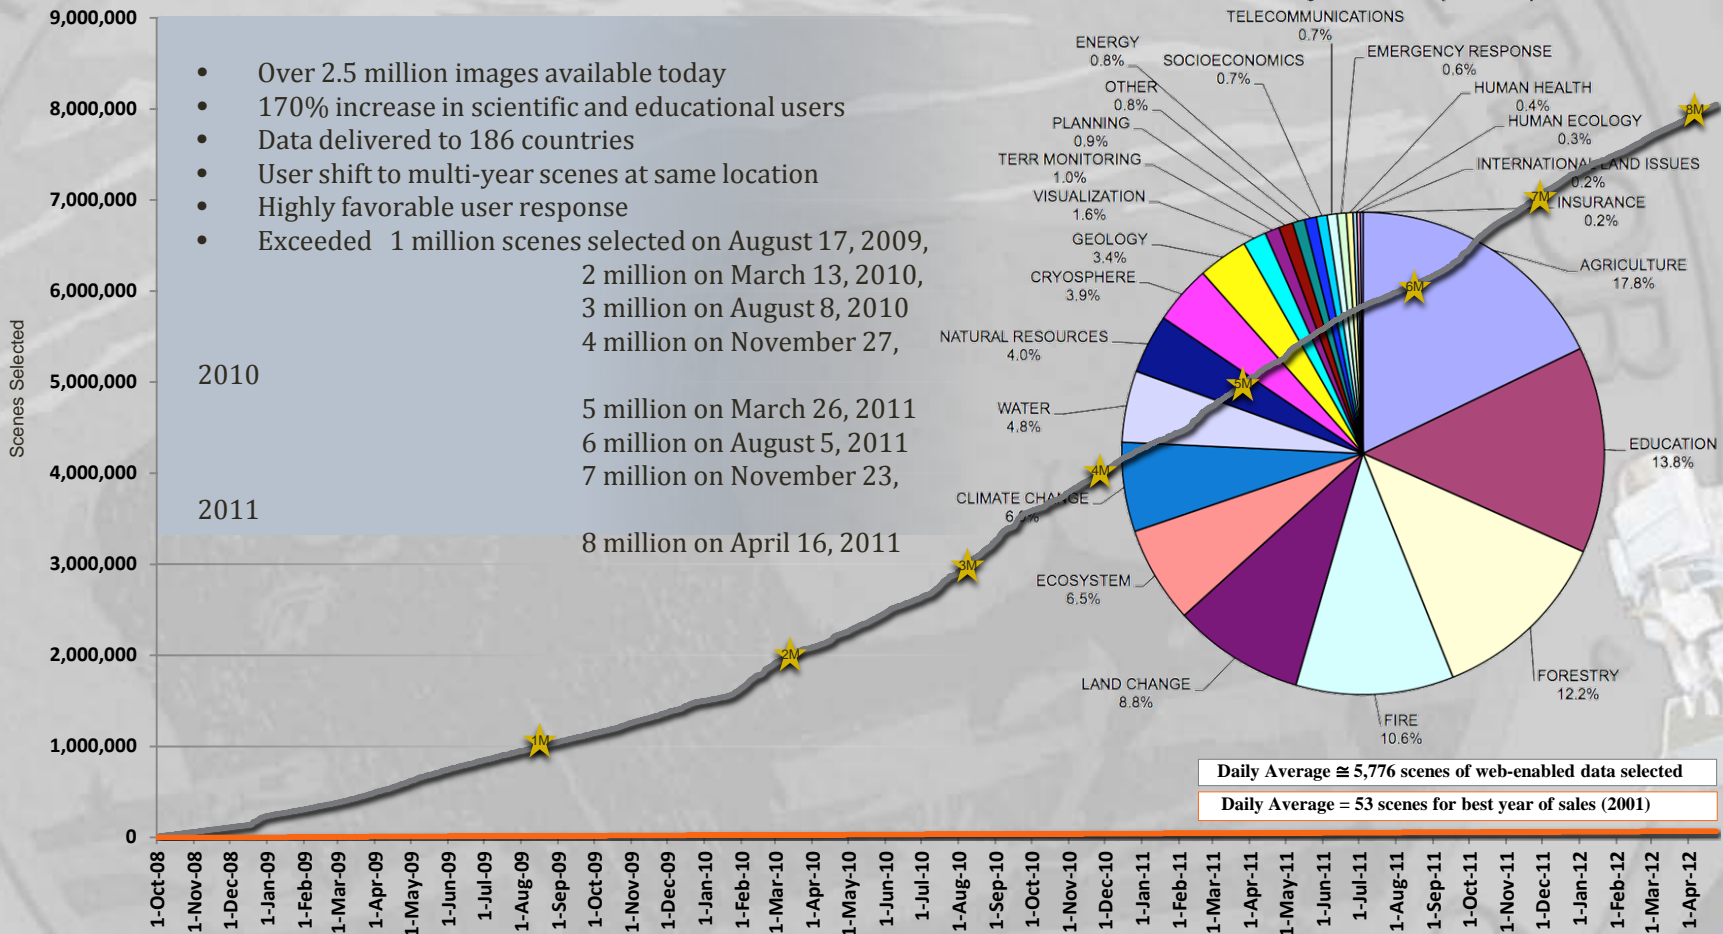 9,000,000
8,000,000
7,000,000
6,000,000
5,000,000
4,000,000
3,000,000
2,000,000
1,000,000
0
Scenes Selected
• Over 2.5 million images available today
• 170% increase in scientific and educational users
• Data delivered to 186 countries
• User shift to multi-year scenes at same location
• Highly favorable user response
• Exceeded 1 million scenes selected on August 17, 2009,
2 million on March 13, 2010,
3 million on August 8, 2010
4 million on November 27,
2010
5 million on March 26, 2011
6 million on August 5, 2011
7 million on November 23,
2011
8 million on April 16, 2011
1M
2M
3M
4M
5M
6M
7M
8M
TELECOMMUNICATIONS
0.7%
ENERGY
0.8%
SOCIOECONOMICS
0.7%
EMERGENCY RESPONSE
0.6%
OTHER
0.8%
HUMAN HEALTH
0.4%
PLANNING
0.9%
HUMAN ECOLOGY
0.3%
TERR MONITORING
1.0%
INTERNATIONAL LAND ISSUES
0.2%
VISUALIZATION
1.6%
INSURANCE
0.2%
GEOLOGY
3.4%
AGRICULTURE
17.8%
CRYOSPHERE
3.9%
NATURAL RESOURCES
4.0%
WATER
4.8%
EDUCATION
13.8%
CLIMATE CHANGE
ECOSYSTEM
6.5%
LAND CHANGE
8.8%
FORESTRY
12.2%
FIRE
10.6%
Daily Average ≅ 5,776 scenes of web-enabled data selected
Daily Average = 53 scenes for best year of sales (2001)
1-Oct-08
1-Nov-08
1-Dec-08
1-Jan-09
1-Feb-09
1-Mar-09
1-Apr-09
1-May-09
1-Jun-09
1-Jul-09
1-Aug-09
1-Sep-09
1-Oct-09
1-Nov-09
1-Dec-09
1-Jan-10
1-Feb-10
1-Mar-10
1-Apr-10
1-May-10
1-Jun-10
1-Jul-10
1-Aug-10
1-Sep-10
1-Oct-10
1-Nov-10
1-Dec-10
1-Jan-11
1-Feb-11
1-Mar-11
1-Apr-11
1-May-11
1-Jun-11
1-Jul-11
1-Aug-11
1-Sep-11
1-Oct-11
1-Nov-11
1-Dec-11
1-Jan-12
1-Feb-12
1-Mar-12
1-Apr-12